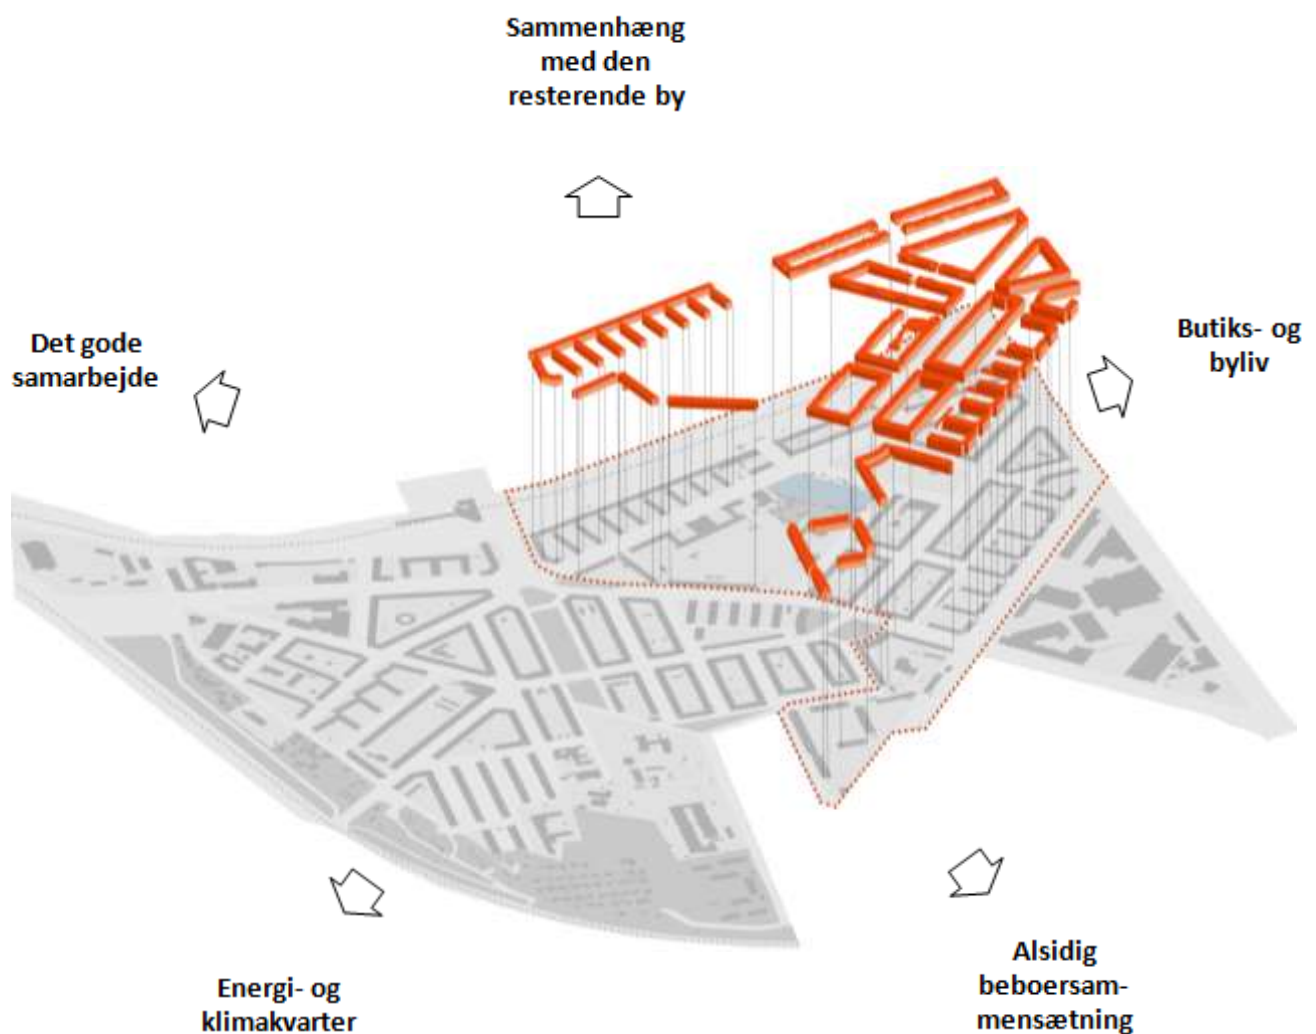 Sammenhæng
med den
resterende by
Det gode
samarbejde
Butiks- og
byliv
Energi- og
klimakvarter
Alsidig
beboersam-
mensætning